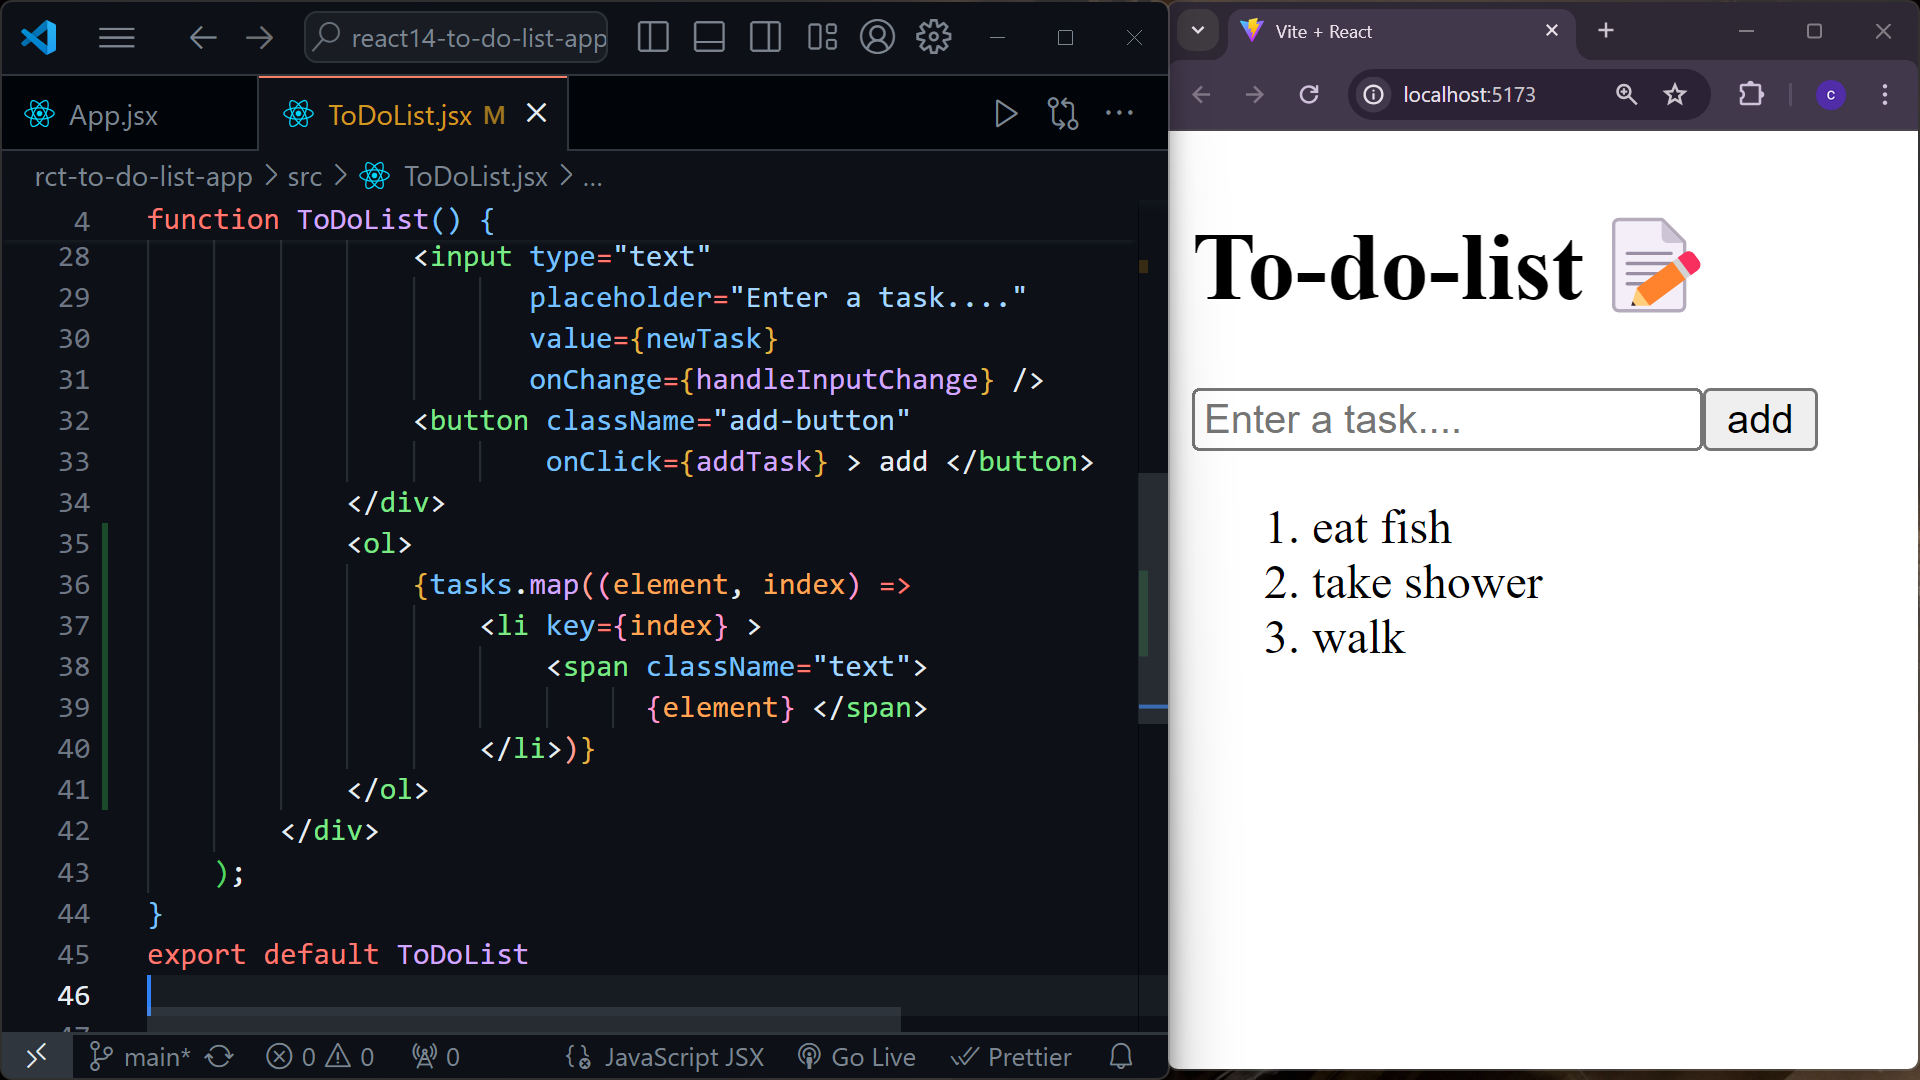 react14-to-do-list-app
App.jsx
ToDoList.jsx M
rct-to-do-list-app > src > ToDoList.jsx > ...
4 function ToDoList() {
28 <input type="text"
29 placeholder="Enter a task...."
30 value={newTask}
31 onChange={handleInputChange} />
32 <button className="add-button"
33 onClick={addTask} > add </button>
34 </div>
35 <ol>
36 {tasks.map((element, index) =>
37 <li key={index} >
38 <span className="text">
39 {element} </span>
40 </li>)}
41 </ol>
42 </div>
43 );
44 }
45 export default ToDoList
46
47
main* 0 0 0 JavaScript JSX Go Live Prettier
Vite + React
localhost:5173
c
To-do-list
Enter a task.... add
1. eat fish
2. take shower
3. walk